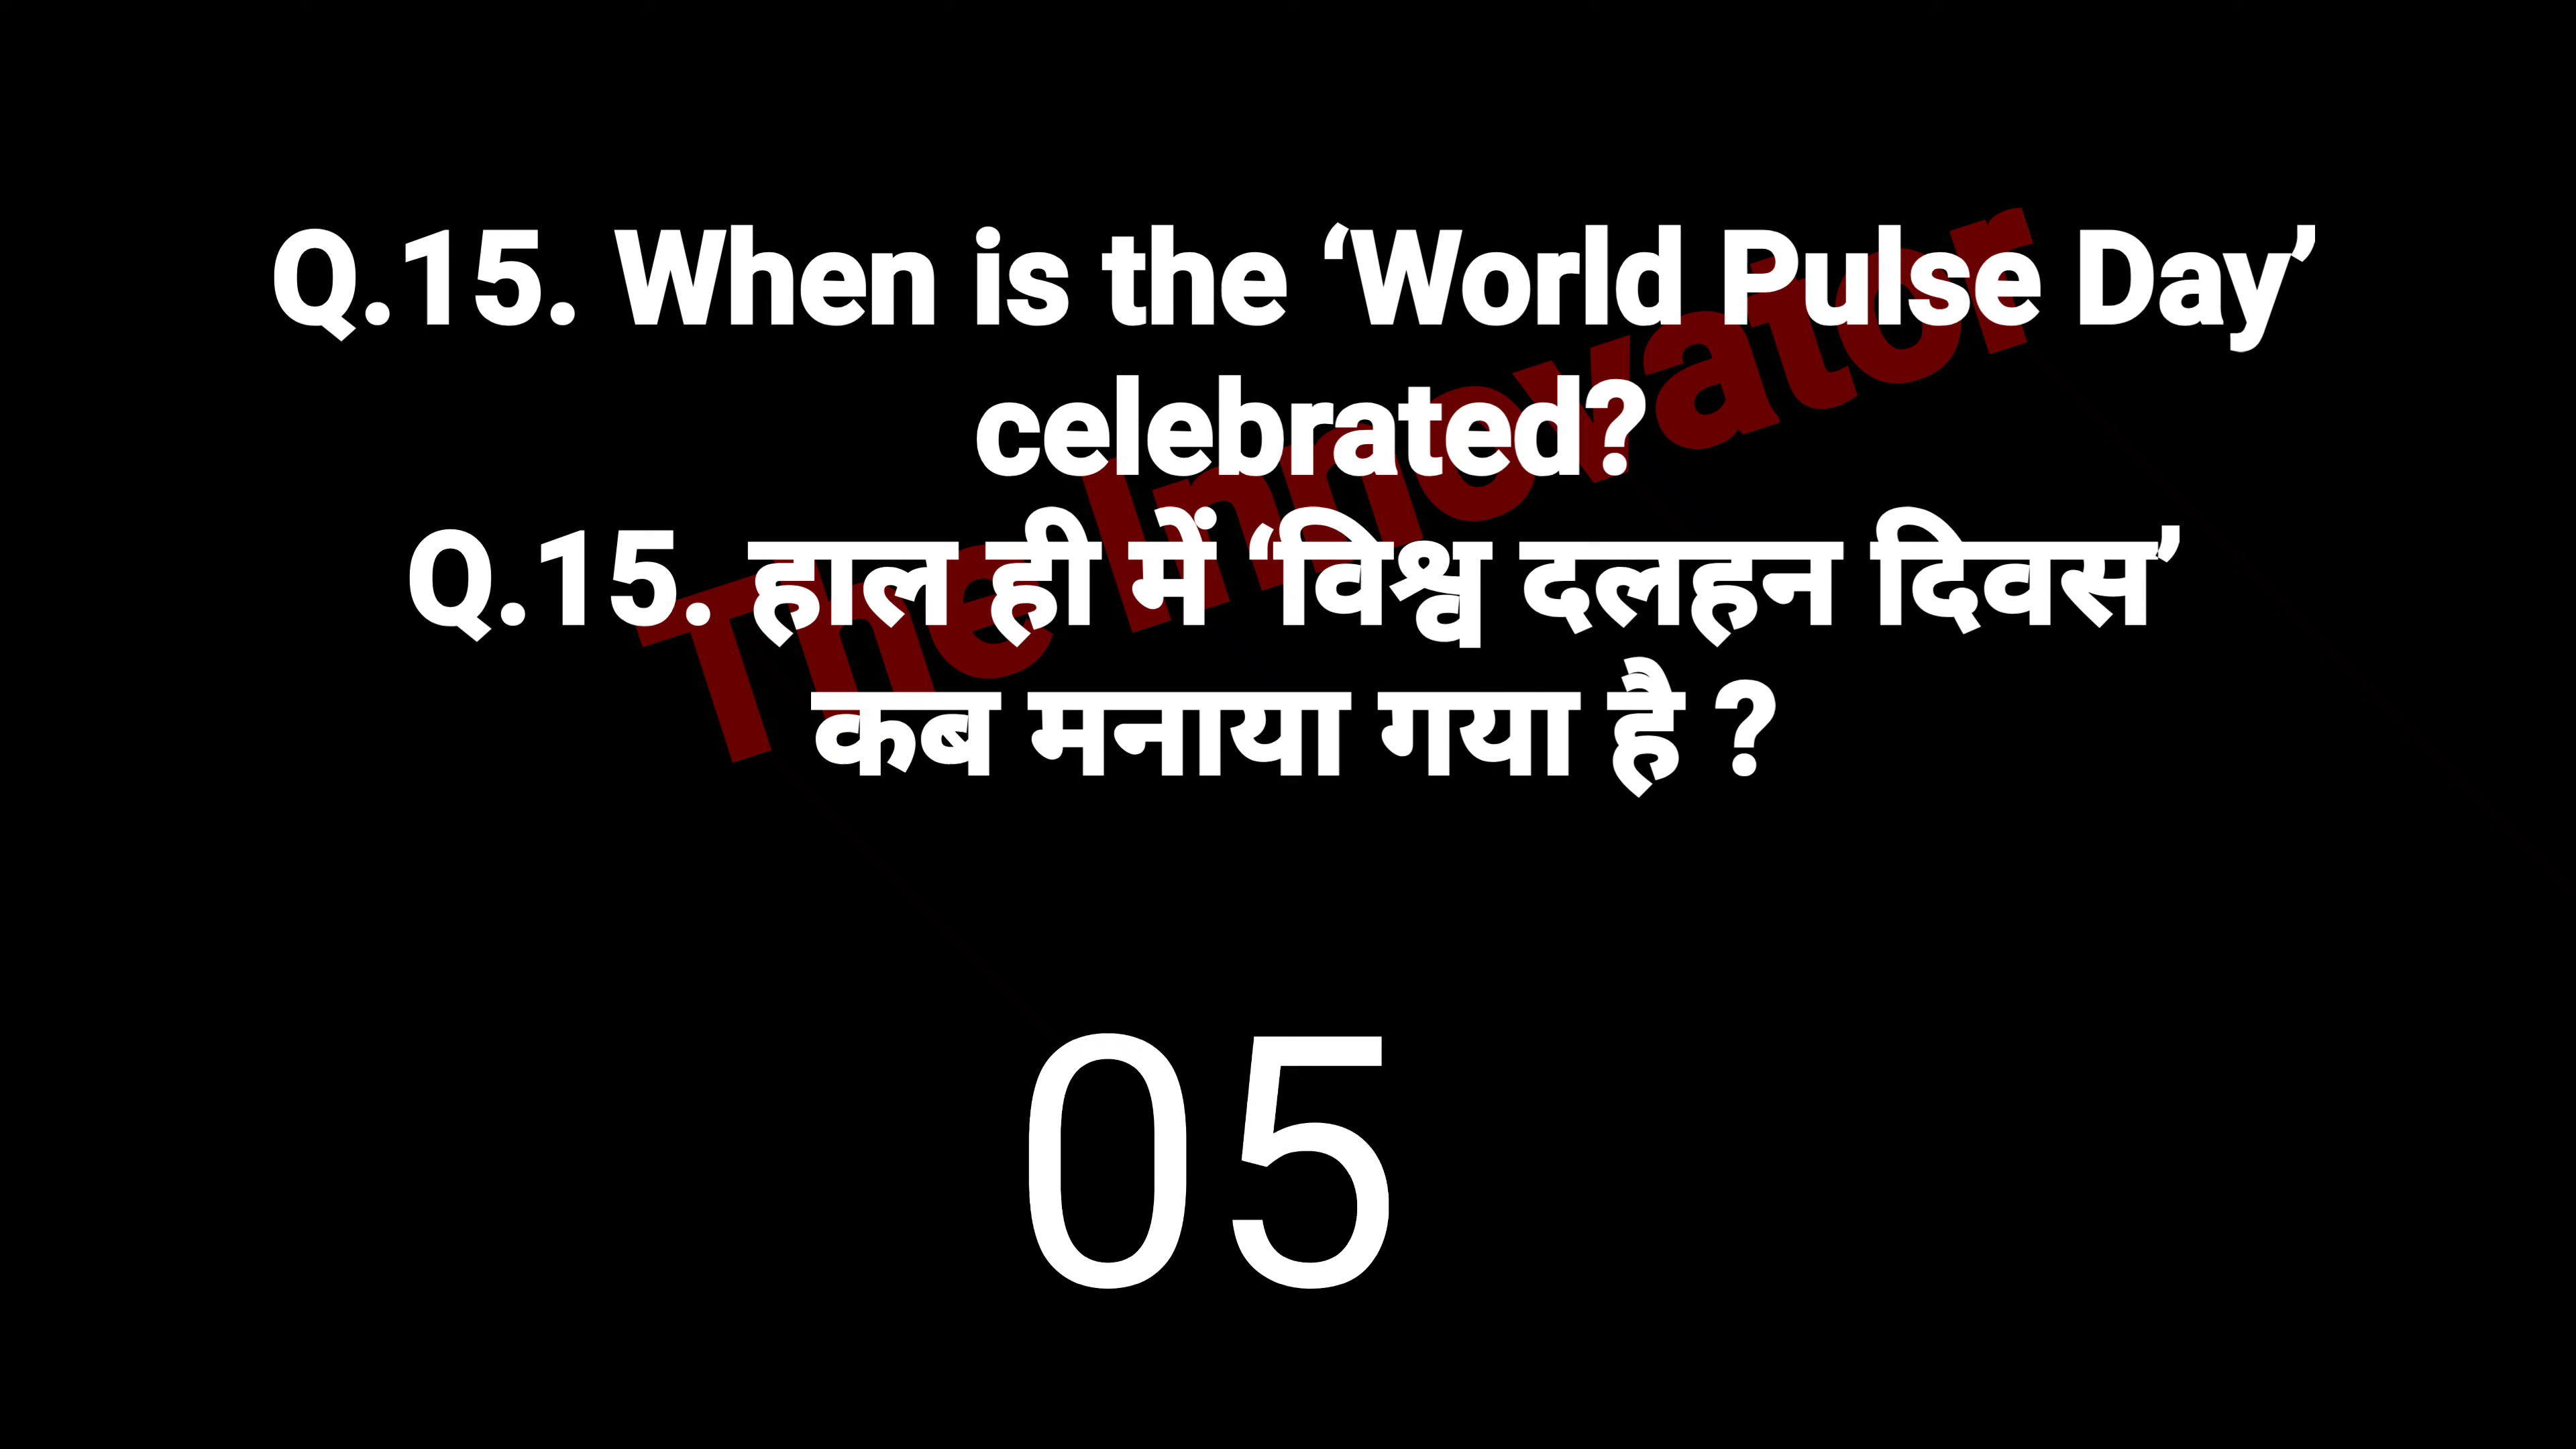 Q.15. When is the ‘World Pulse Day’
celebrated?
Q.15. हाल ही में ‘विश्व दलहन दिवस’
कब मनाया गया है ?
The Innovator
05